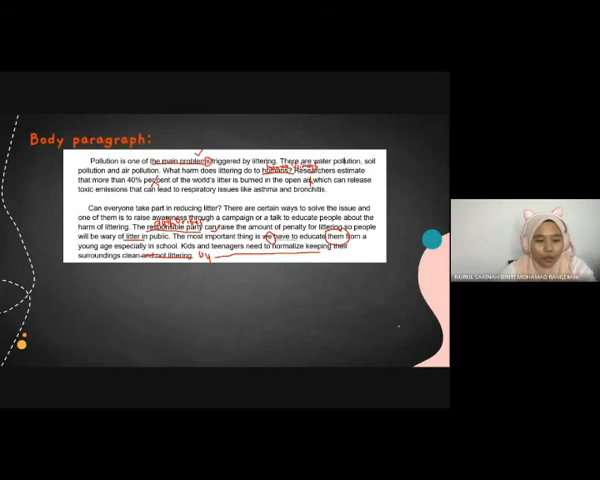 Body paragraph:
Pollution is one of the main problems triggered by littering. There are water pollution, soil
pollution and air pollution. What harm does littering do to humans? Researchers estimate
that more than 40% percent of the world's litter is burned in the open air which can release
toxic emissions that can lead to respiratory issues like asthma and bronchitis.
Can everyone take part in reducing litter? There are certain ways to solve the issue and
one of them is to raise awareness through a campaign or a talk to educate people about the
harm of littering. The responsible party can raise the amount of penalty for littering so people
authorities
will be wary of litter in public. The most important thing is we have to educate them from a
young age especially in school. Kids and teenagers need to normalize keeping their
surroundings clean and not littering. by
NURUL SAKINAH BINTI MOHAMAD